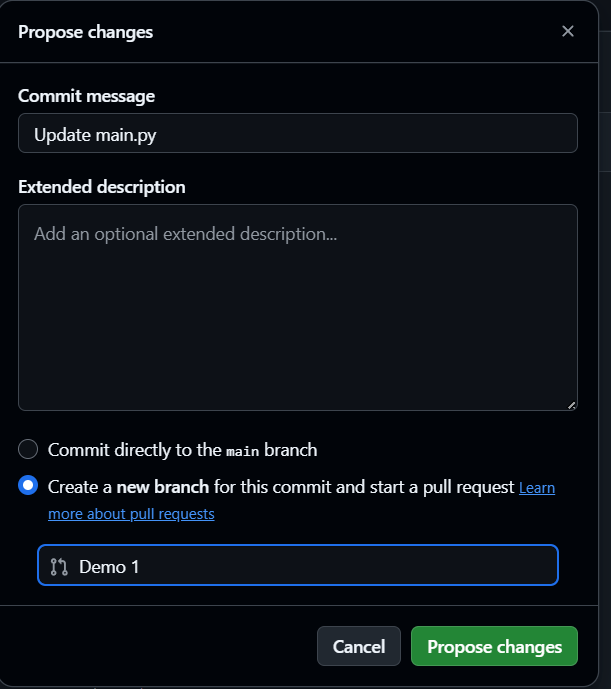 Propose changes
Commit message
Update main.py
Extended description
Add an optional extended description...
Commit directly to the main branch
Create a new branch for this commit and start a pull request Learn
more about pull requests
Demo 1
Cancel
Propose changes